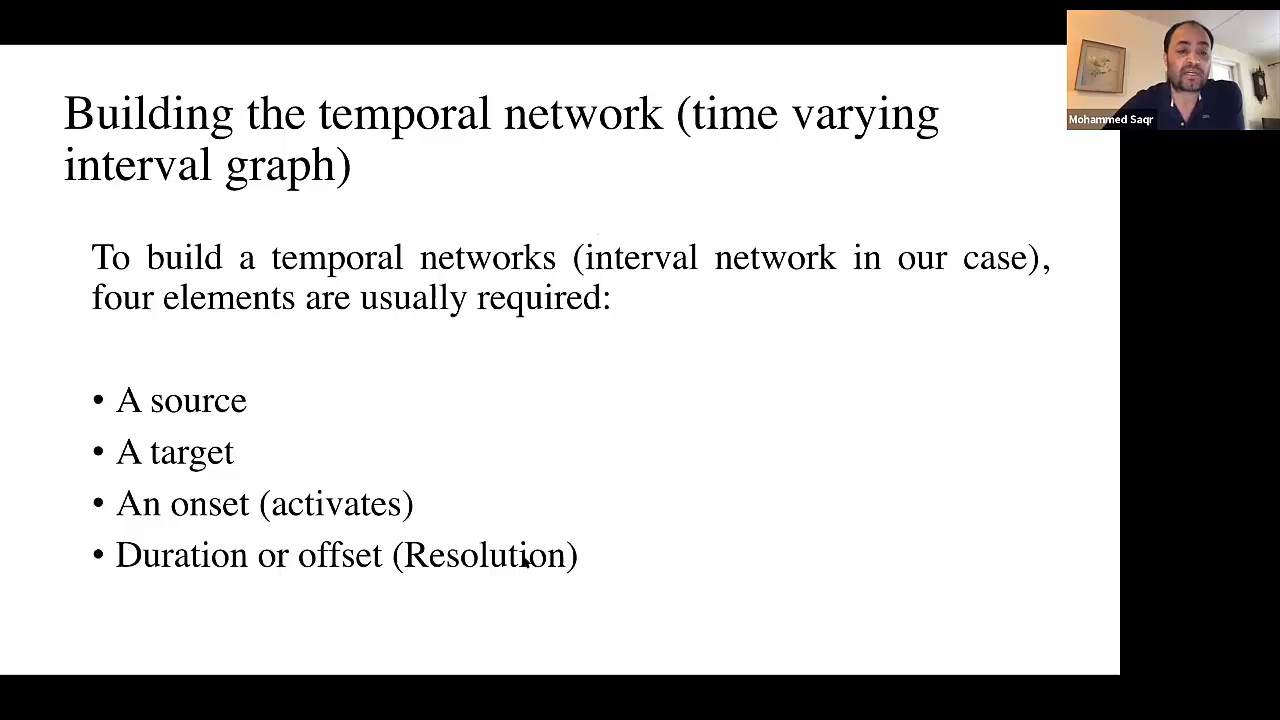 Building the temporal network (time varying
interval graph)
To build a temporal networks (interval network in our case),
four elements are usually required:
• A source
• A target
• An onset (activates)
• Duration or offset (Resolution)
Mohammed Saqr